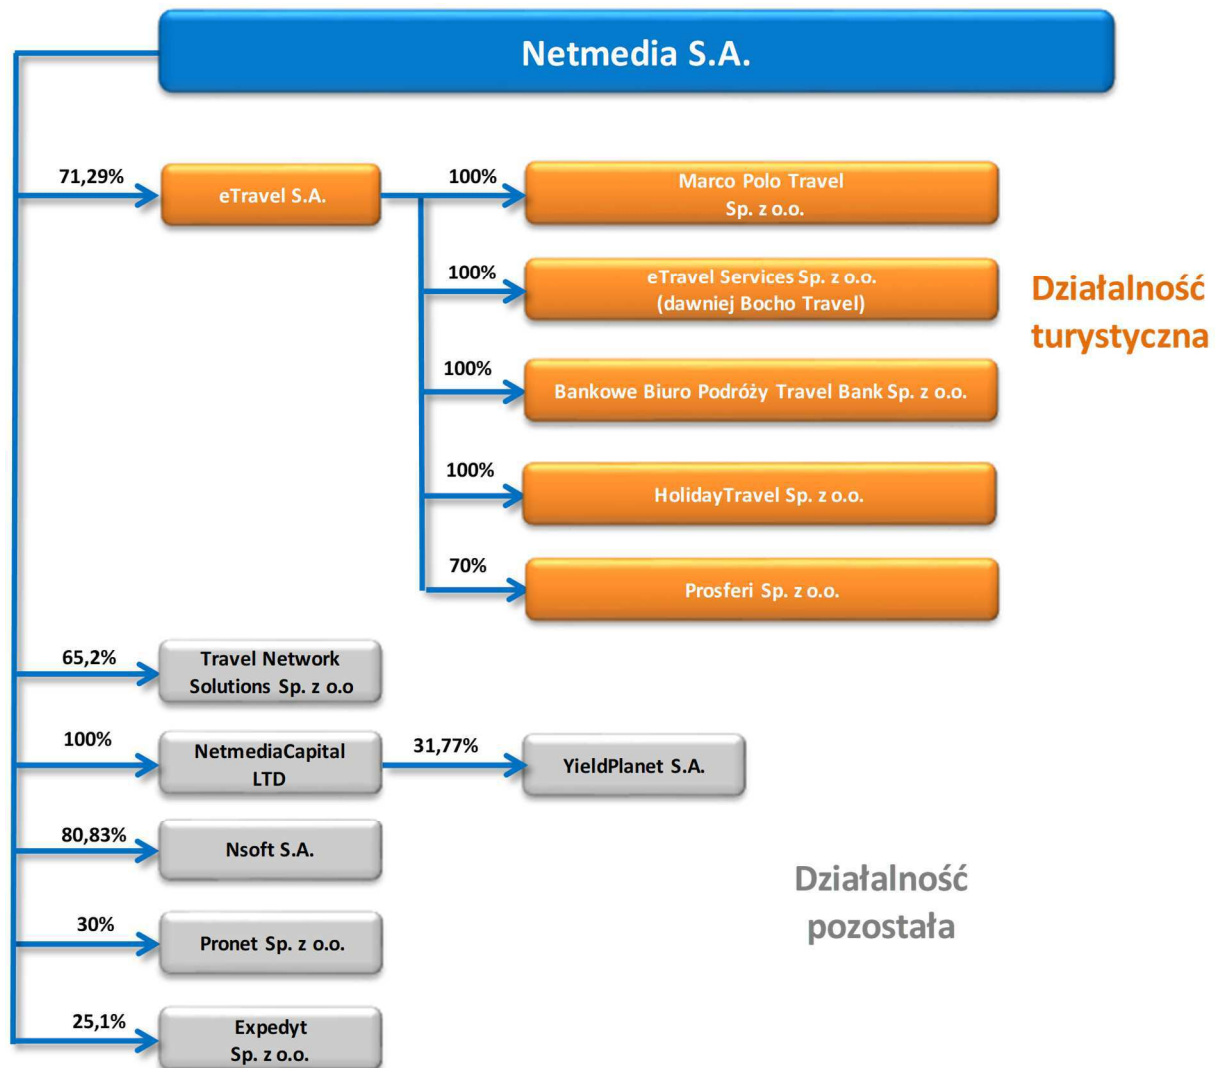 Netmedia S.A.
71,29%
eTravel S.A.
100%
Marco Polo Travel
Sp. z o.o.
100%
eTravel Services Sp. z o.o.
(dawniej Bocho Travel)
Działalność
turystyczna
100%
Bankowe Biuro Podróży Travel Bank Sp. z o.o.
100%
HolidayTravel Sp. z o.o.
70%
Prosferi Sp. z o.o.
65,2%
Travel Network
Solutions Sp. z o.o
100%
NetmediaCapital
LTD
31,77%
YieldPlanet S.A.
80,83%
Nsoft S.A.
Działalność
pozostała
30%
Pronet Sp. z o.o.
25,1%
Expedyt
Sp. z o.o.